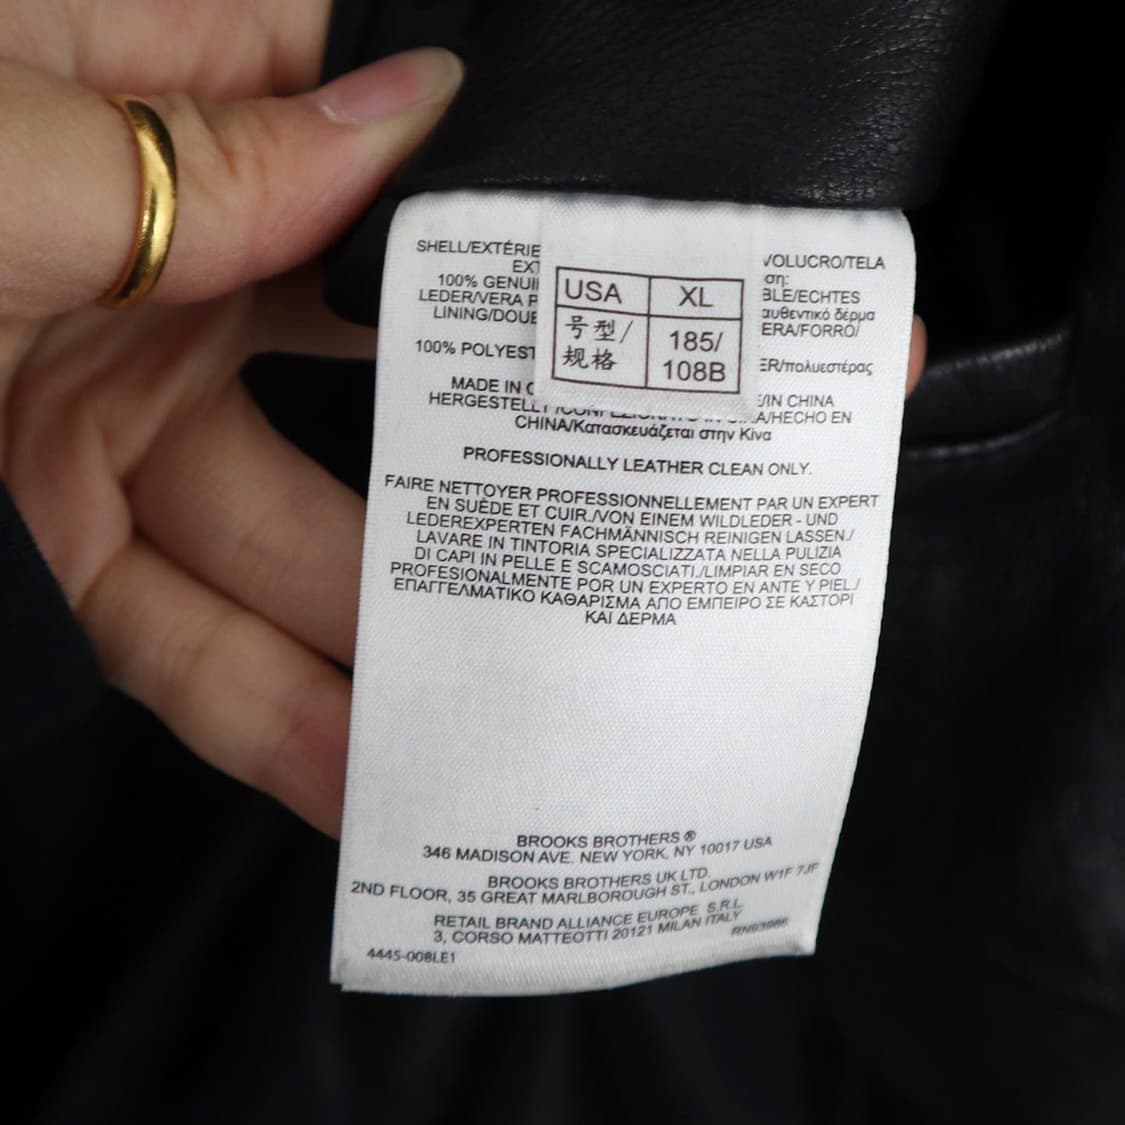 SHELL/EXTÉRIE VOLUCRO/TELA
EXT ση:
100% GENUI BLE/ECHTES
LEDER/VERA P αυθεντικό δέρμα
LINING/DOUB ERA/FORRO/
100% POLYEST ER/πολυεστέρας
USA XL
号型/ 185/
规格 108B
MADE IN C E/IN CHINA
HERGESTELLT A/HECHO EN
CHINA/Κατασκευάζεται στην Κίνα
PROFESSIONALLY LEATHER CLEAN ONLY.
FAIRE NETTOYER PROFESSIONNELLEMENT PAR UN EXPERT
EN SUÈDE ET CUIR./VON EINEM WILDLEDER - UND
LEDEREXPERTEN FACHMÄNNISCH REINIGEN LASSEN./
LAVARE IN TINTORIA SPECIALIZZATA NELLA PULIZIA
DI CAPI IN PELLE E SCAMOSCIATI./LIMPIAR EN SECO
PROFESIONALMENTE POR UN EXPERTO EN ANTE Y PIEL./
ΕΠΑΓΓΕΛΜΑΤΙΚΟ ΚΑΘΑΡΙΣΜΑ ΑΠΟ ΕΜΠΕΙΡΟ ΣΕ ΚΑΣΤΟΡΙ
ΚΑΙ ΔΕΡΜΑ
BROOKS BROTHERS ®
346 MADISON AVE, NEW YORK, NY 10017 USA
BROOKS BROTHERS UK LTD.
2ND FLOOR, 35 GREAT MARLBOROUGH ST., LONDON W1F 7JF
RETAIL BRAND ALLIANCE EUROPE S.R.L.
3, CORSO MATTEOTTI 20121 MILAN ITALY
4445-008LE1